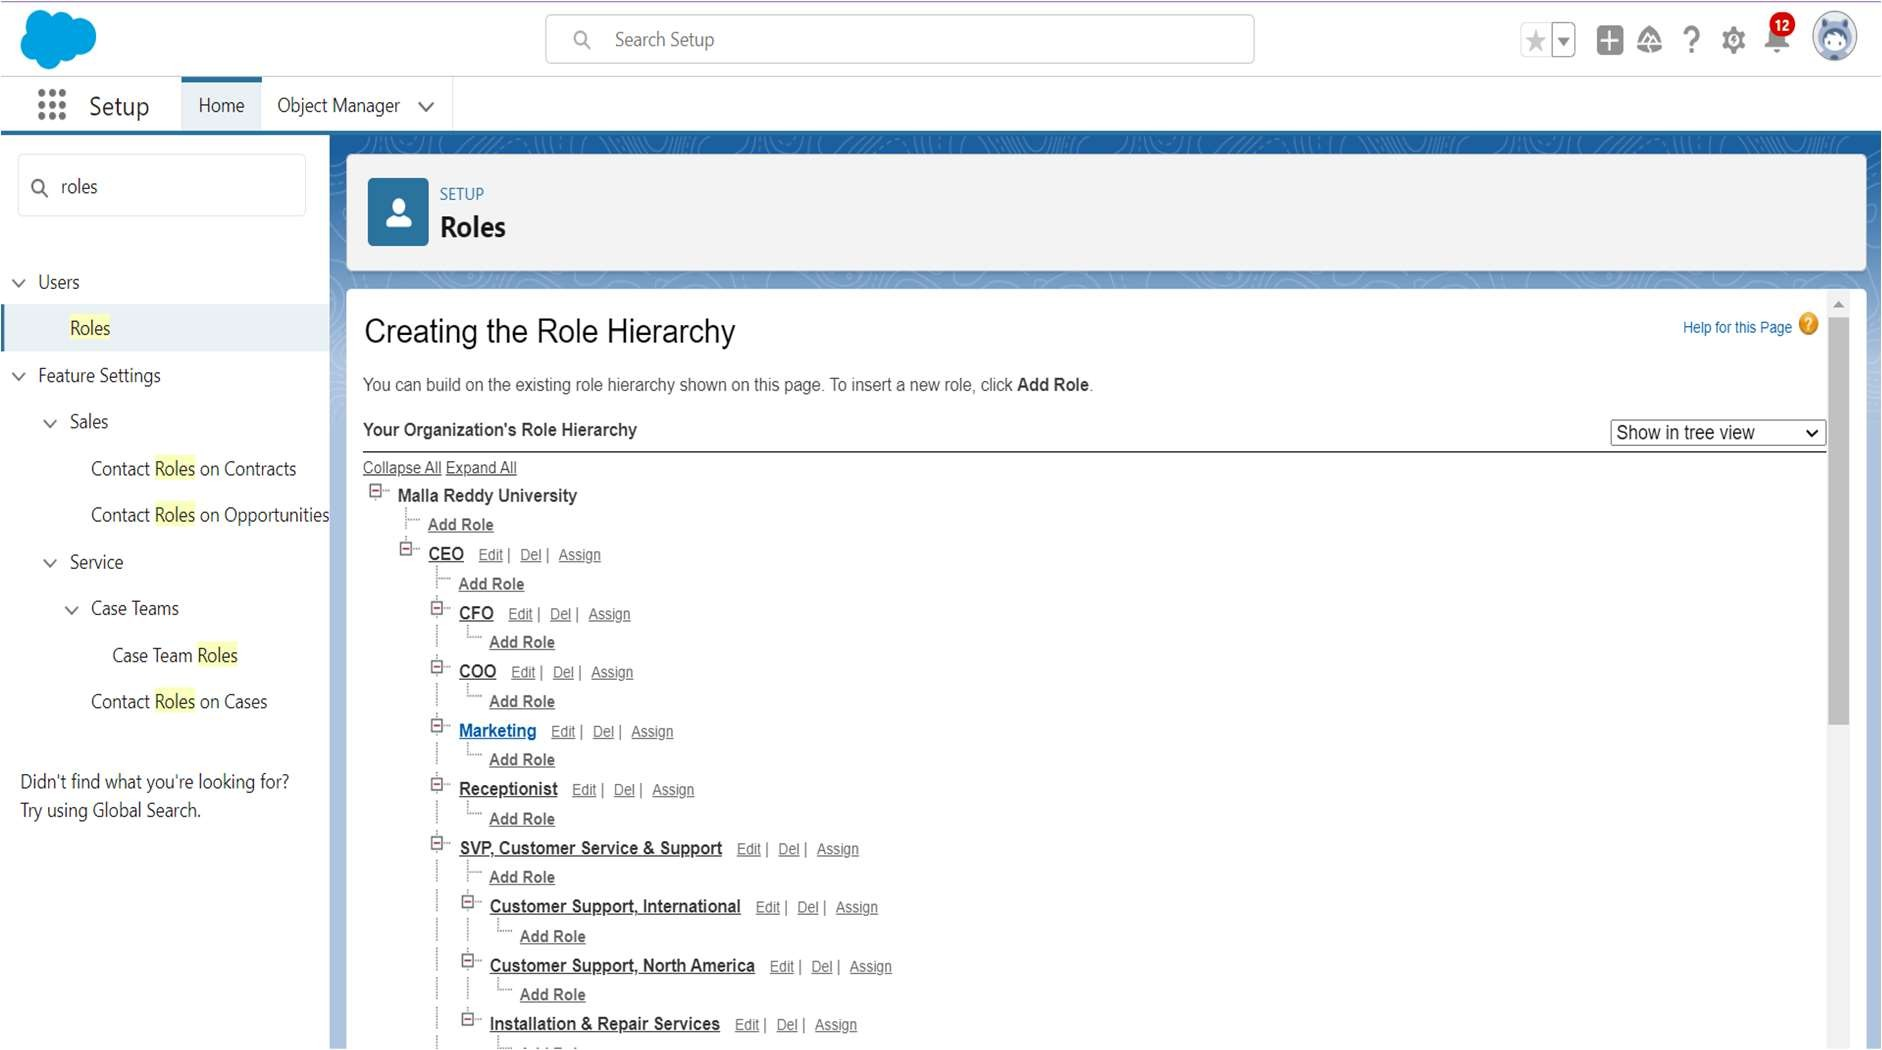 Search Setup
12
Setup
Home
Object Manager
roles
SETUP
Roles
Users
Roles
Feature Settings
Sales
Contact Roles on Contracts
Contact Roles on Opportunities
Service
Case Teams
Case Team Roles
Contact Roles on Cases
Didn't find what you're looking for?
Try using Global Search.
Creating the Role Hierarchy
Help for this Page ?
You can build on the existing role hierarchy shown on this page. To insert a new role, click Add Role.
Your Organization's Role Hierarchy
Show in tree view
Collapse All Expand All
Malla Reddy University
Add Role
CEO Edit | Del | Assign
Add Role
CFO Edit | Del | Assign
Add Role
COO Edit | Del | Assign
Add Role
Marketing Edit | Del | Assign
Add Role
Receptionist Edit | Del | Assign
Add Role
SVP, Customer Service & Support Edit | Del | Assign
Add Role
Customer Support, International Edit | Del | Assign
Add Role
Customer Support, North America Edit | Del | Assign
Add Role
Installation & Repair Services Edit | Del | Assign